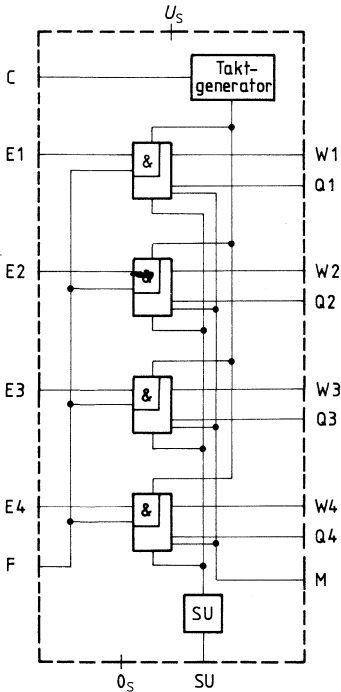 U_S
C
Takt-
generator
E1
&
W1
Q1
E2
&
W2
Q2
E3
&
W3
Q3
E4
&
W4
Q4
F
M
SU
0_S
SU